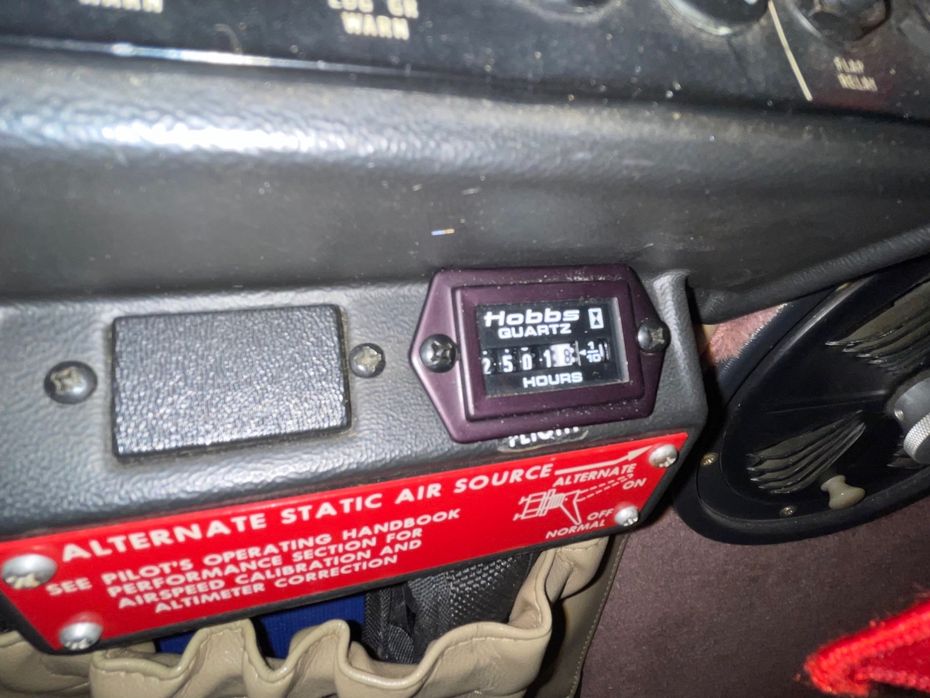 WARN
LDG GR
WARN
FLAP
RELAY
Hobbs
QUARTZ
2 5 0 1 8 1/10
HOURS
ALTERNATE STATIC AIR SOURCE
ALTERNATE
ON
OFF
NORMAL
SEE PILOT'S OPERATING HANDBOOK
PERFORMANCE SECTION FOR
AIRSPEED CALIBRATION AND
ALTIMETER CORRECTION